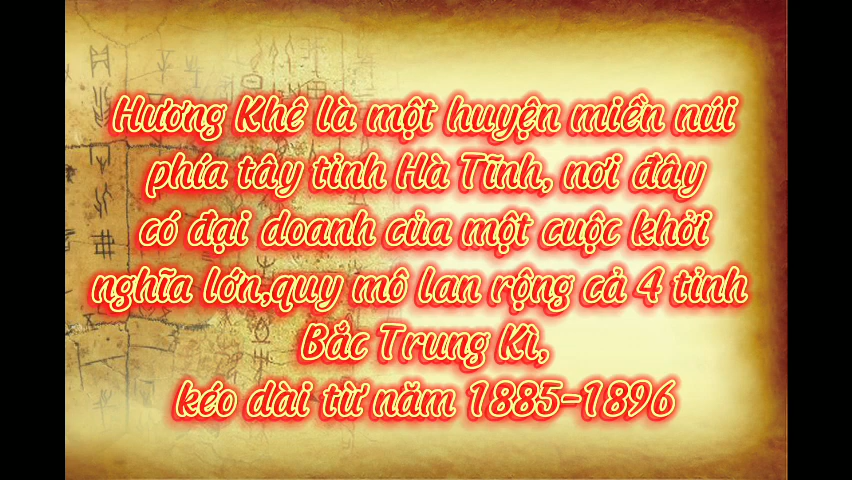 Hương Khê là một huyện miền núi
phía tây tỉnh Hà Tĩnh, nơi đây
có đại doanh của một cuộc khởi
nghĩa lớn,quy mô lan rộng cả 4 tỉnh
Bắc Trung Kì,
kéo dài từ năm 1885-1896